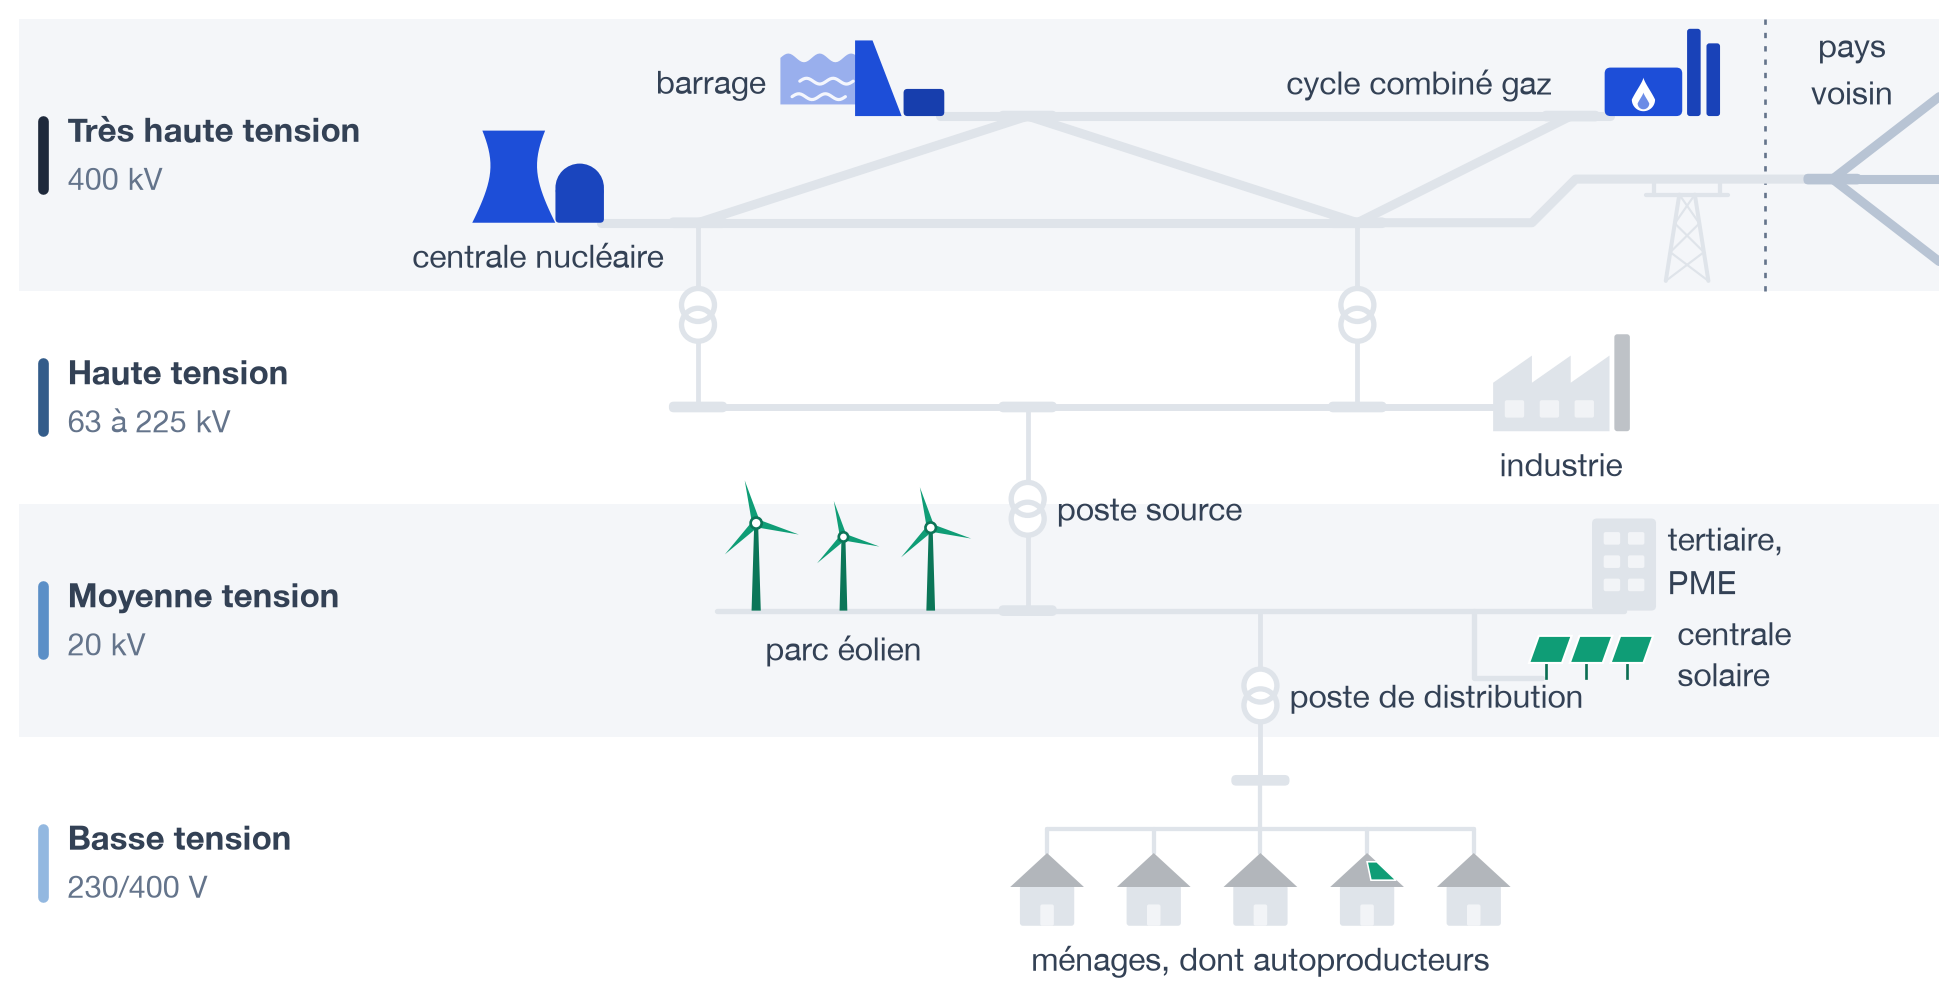 barrage
cycle combiné gaz
pays
voisin
Très haute tension
400 kV
centrale nucléaire
Haute tension
63 à 225 kV
industrie
poste source
tertiaire,
PME
Moyenne tension
20 kV
parc éolien
centrale
solaire
poste de distribution
Basse tension
230/400 V
ménages, dont autoproducteurs